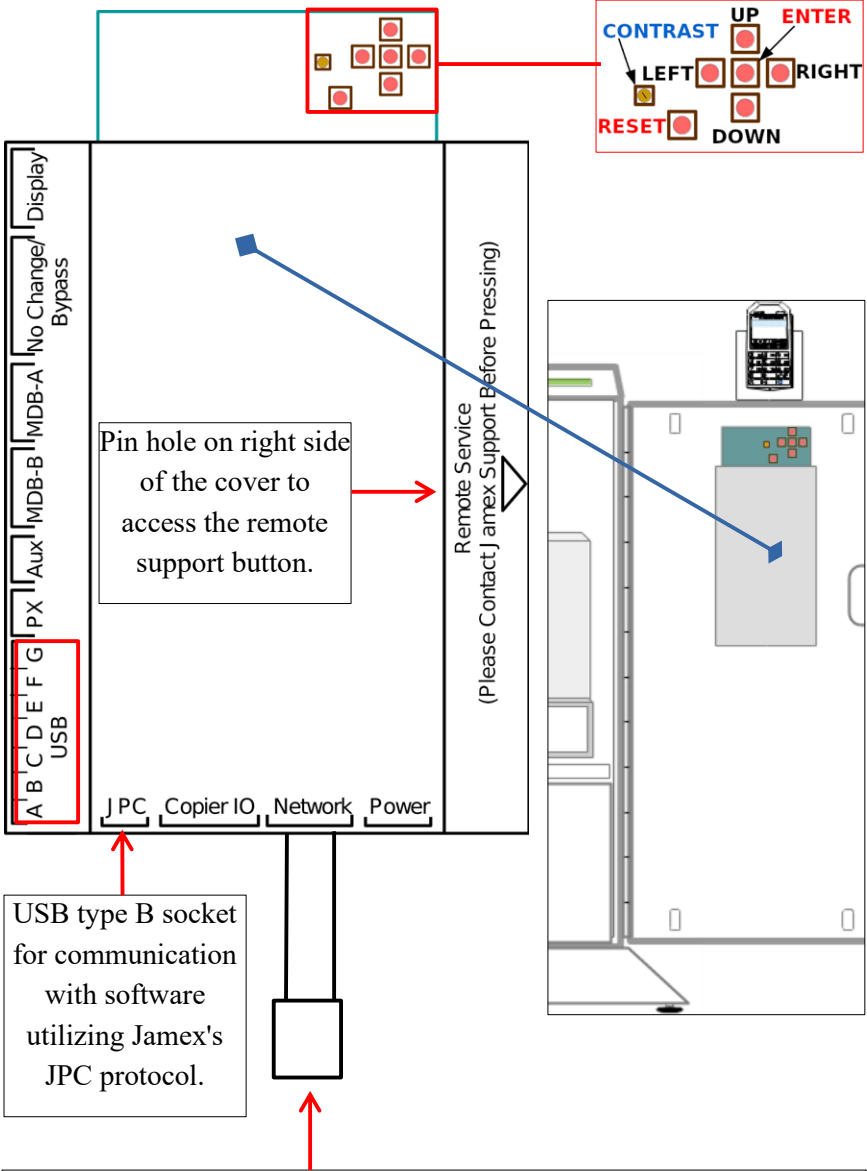 UP
ENTER
CONTRAST
LEFT
RIGHT
RESET
DOWN
Display
No Change/
Bypass
MDB-A
MDB-B
Aux
PX
A B C D E F G
USB
Pin hole on right side
of the cover to
access the remote
support button.
Remote Service
(Please Contact Jamex Support Before Pressing)
JPC
Copier IO
Network
Power
USB type B socket
for communication
with software
utilizing Jamex's
JPC protocol.